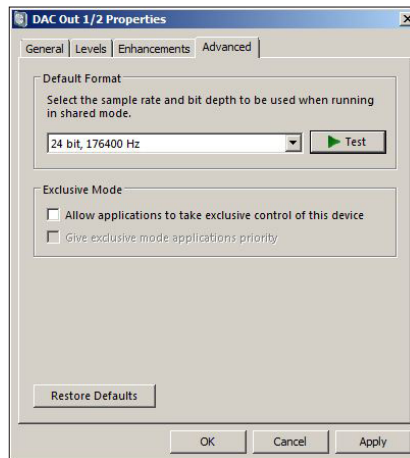 DAC Out 1/2 Properties
General Levels Enhancements Advanced
Default Format
Select the sample rate and bit depth to be used when running
in shared mode.
24 bit, 176400 Hz
Test
Exclusive Mode
Allow applications to take exclusive control of this device
Give exclusive mode applications priority
Restore Defaults
OK Cancel Apply